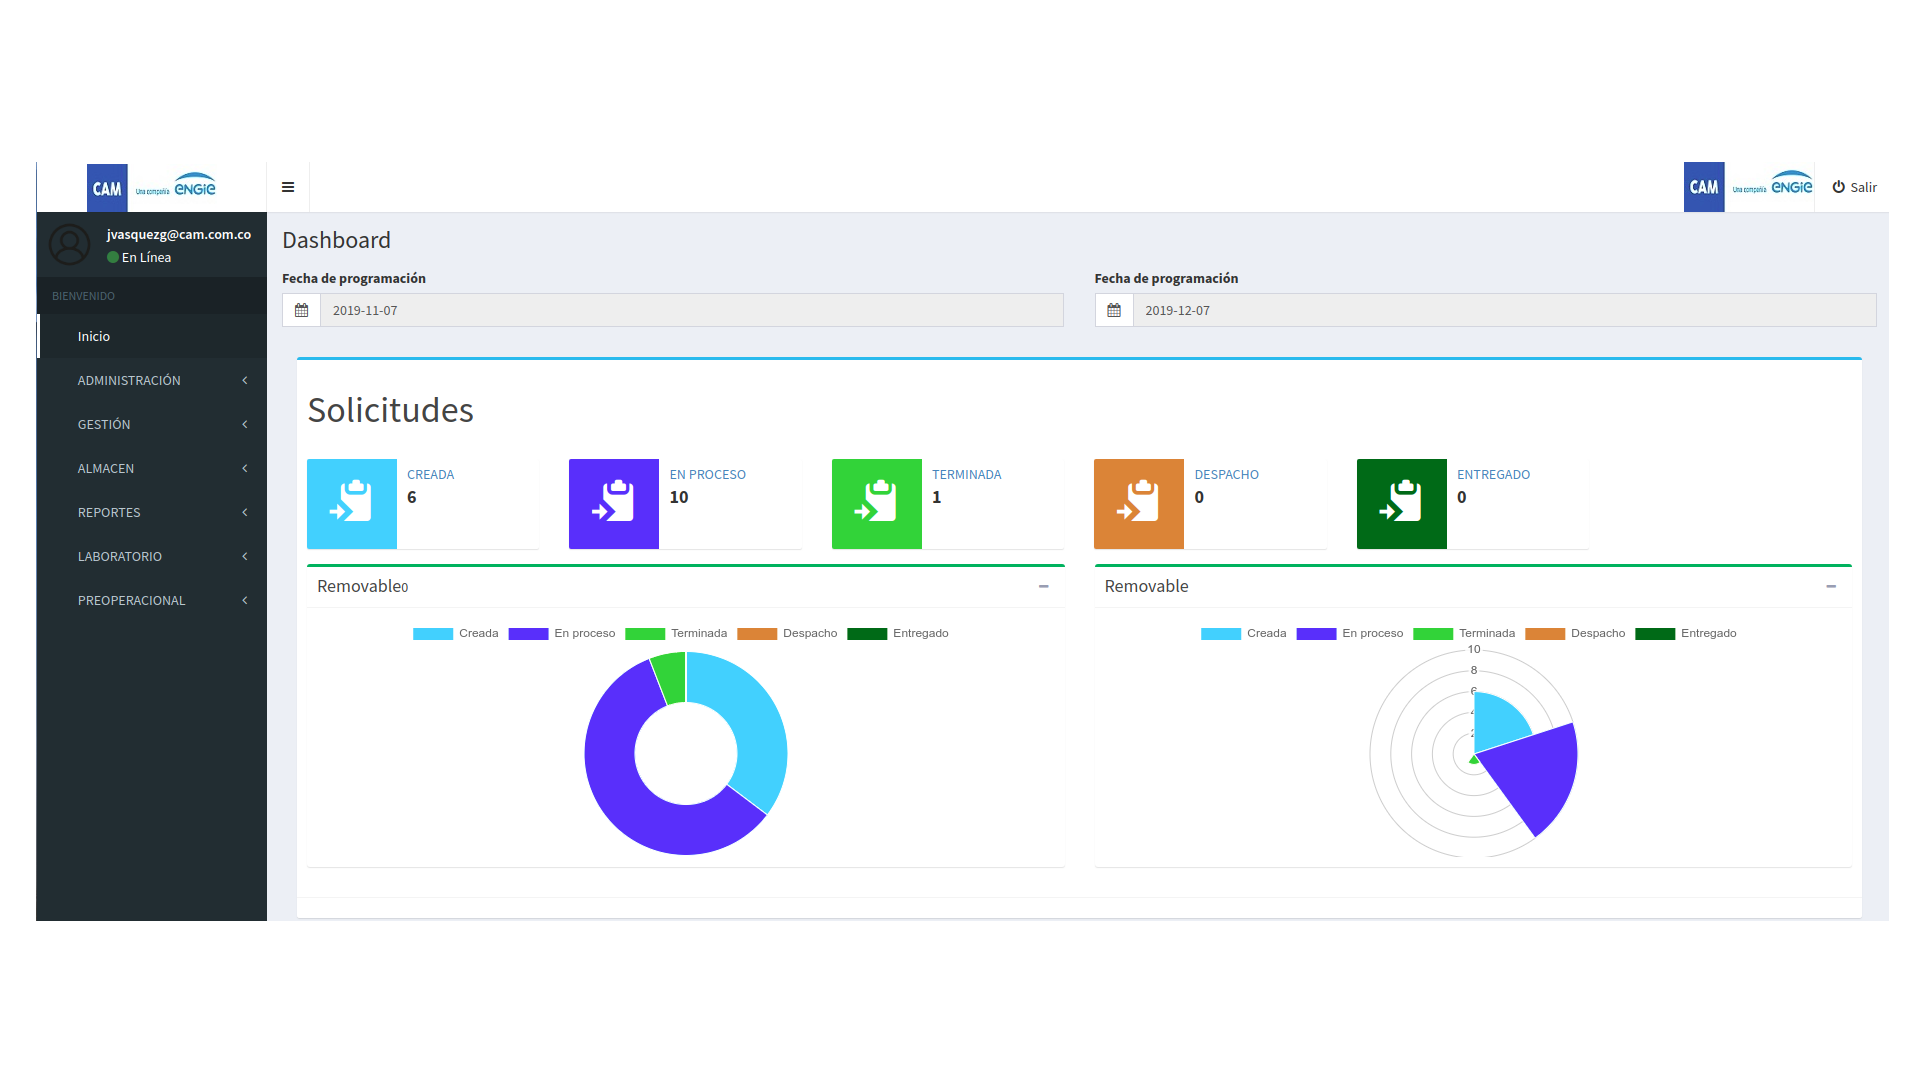 CAM Una compañía ENGIE
CAM Una compañía ENGIE Salir
jvasquezg@cam.com.co
En Línea
BIENVENIDO
Inicio
ADMINISTRACIÓN
GESTIÓN
ALMACEN
REPORTES
LABORATORIO
PREOPERACIONAL
Dashboard
Fecha de programación
2019-11-07
Fecha de programación
2019-12-07
Solicitudes
CREADA
6
EN PROCESO
10
TERMINADA
1
DESPACHO
0
ENTREGADO
0
Removable0
Creada En proceso Terminada Despacho Entregado
Removable
Creada En proceso Terminada Despacho Entregado
10
8
6